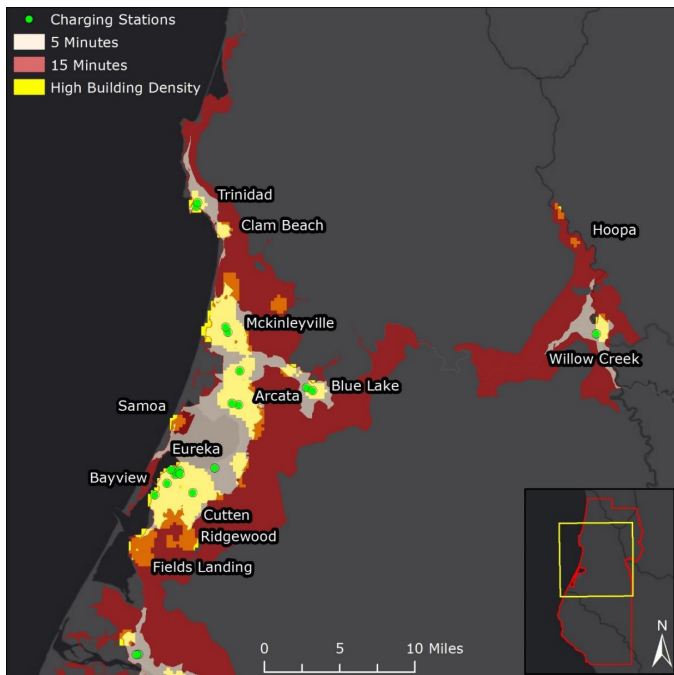 Charging Stations
5 Minutes
15 Minutes
High Building Density
Trinidad
Clam Beach
Hoopa
Mckinleyville
Willow Creek
Blue Lake
Arcata
Samoa
Eureka
Bayview
Cutten
Ridgewood
Fields Landing
N
0 5 10 Miles